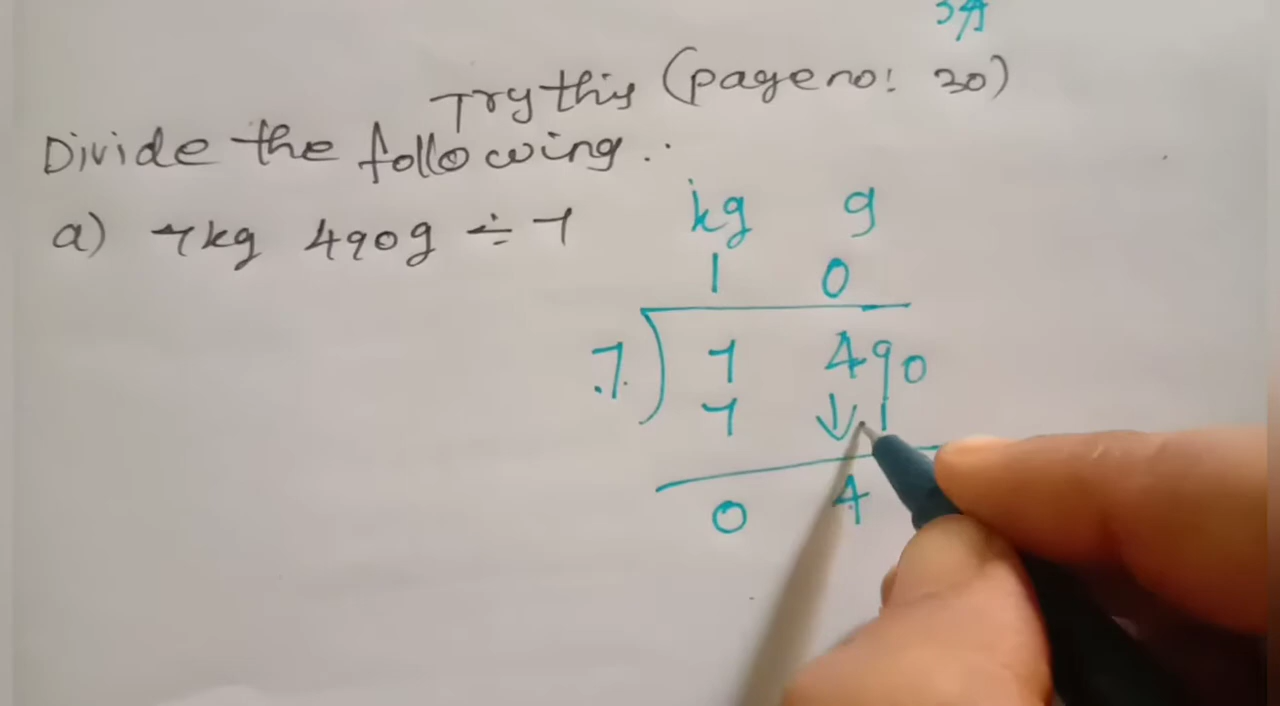 Try this (page no: 30)
Divide the following..
a) 7kg 490g ÷ 7
kg g
1 0
7) 7 490
7 ↓
0 4